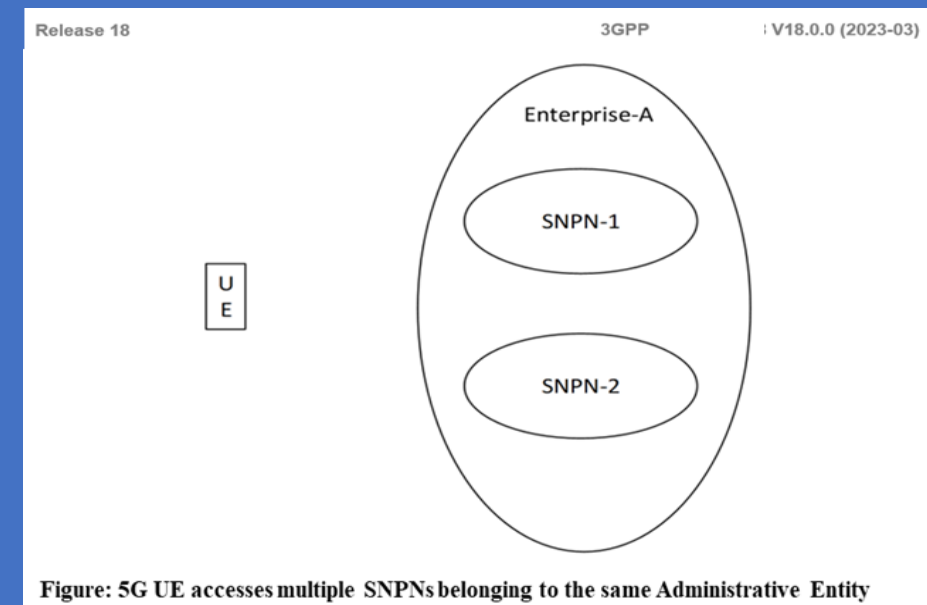 Release 18 3GPP V18.0.0 (2023-03)
Enterprise-A
SNPN-1
U
E
SNPN-2
Figure: 5G UE accesses multiple SNPNs belonging to the same Administrative Entity